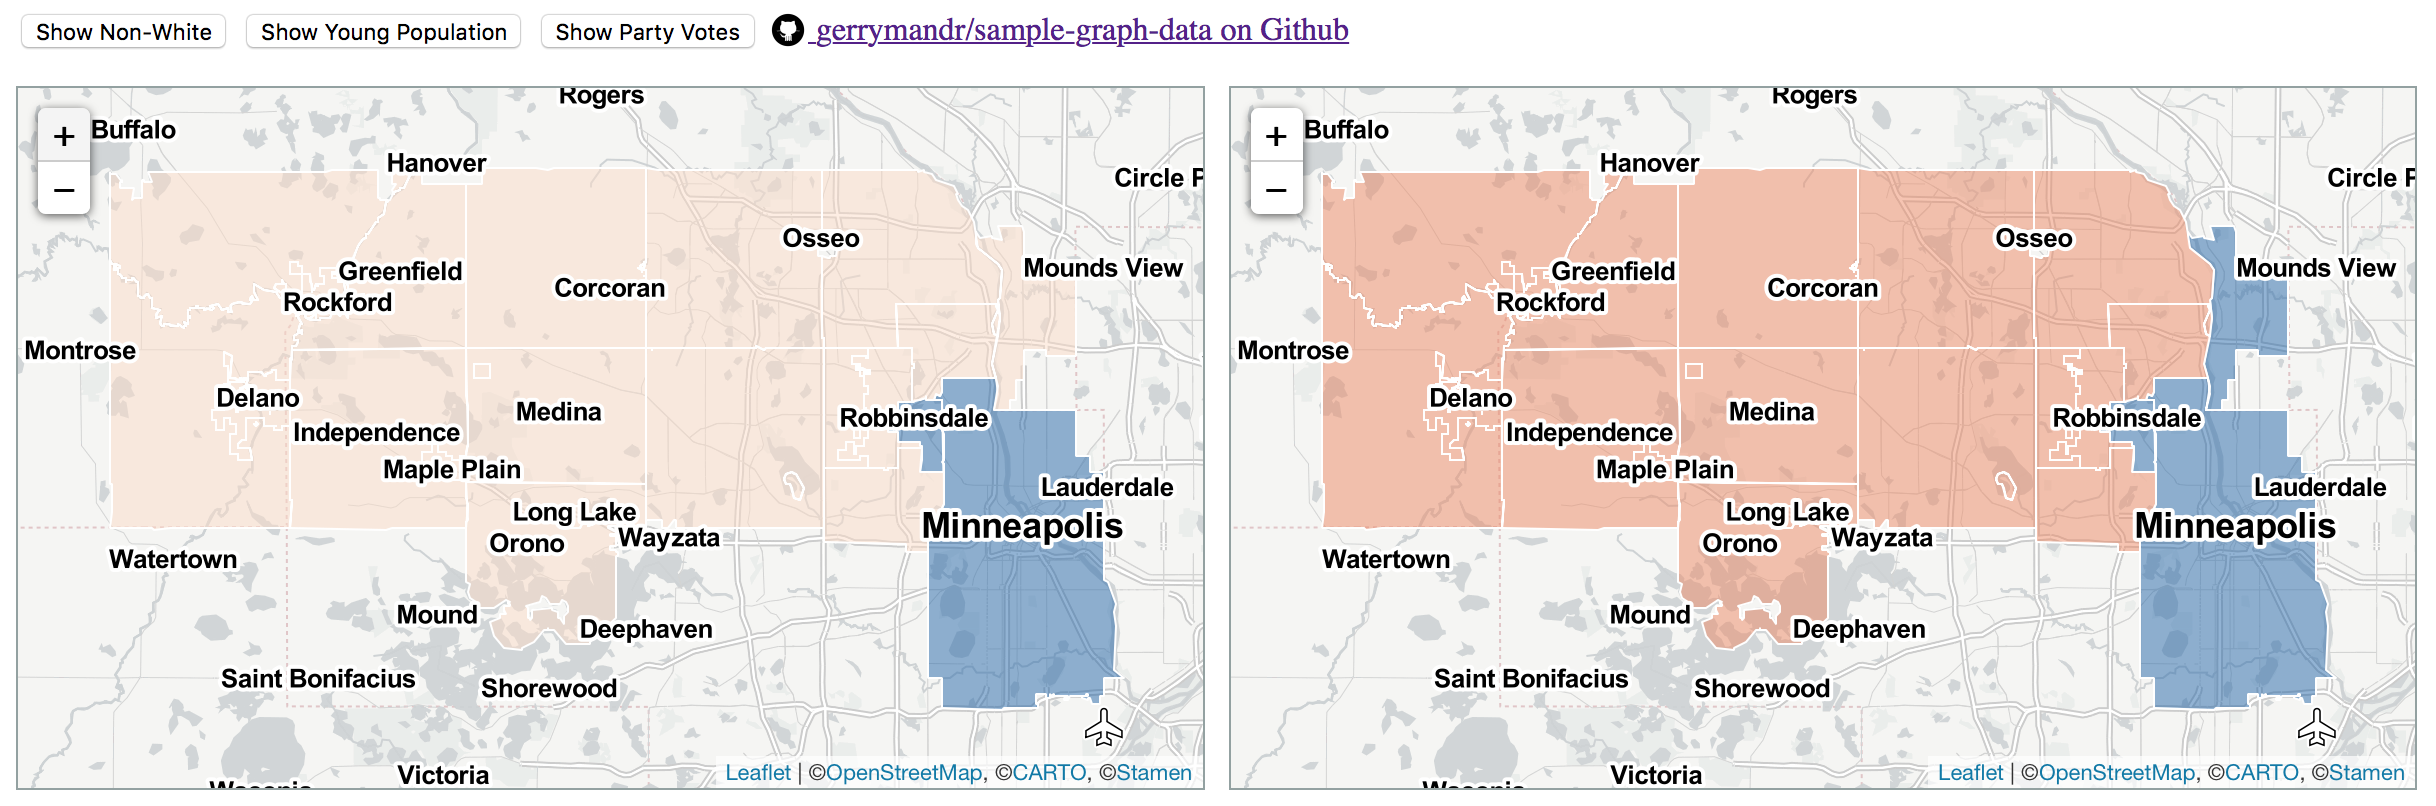 Show Non-White
Show Young Population
Show Party Votes
gerrymandr/sample-graph-data on Github
Rogers
+
Buffalo
Hanover
−
Circle P
Osseo
Mounds View
Greenfield
Corcoran
Rockford
Montrose
Delano
Medina
Robbinsdale
Independence
Maple Plain
Lauderdale
Long Lake
Minneapolis
Orono
Wayzata
Watertown
Mound
Deephaven
Saint Bonifacius
Shorewood
Victoria
Leaflet | ©OpenStreetMap, ©CARTO, ©Stamen
Rogers
+
Buffalo
Hanover
−
Circle P
Osseo
Mounds View
Greenfield
Corcoran
Rockford
Montrose
Delano
Medina
Robbinsdale
Independence
Maple Plain
Lauderdale
Long Lake
Minneapolis
Orono
Wayzata
Watertown
Mound
Deephaven
Saint Bonifacius
Shorewood
Victoria
Leaflet | ©OpenStreetMap, ©CARTO, ©Stamen